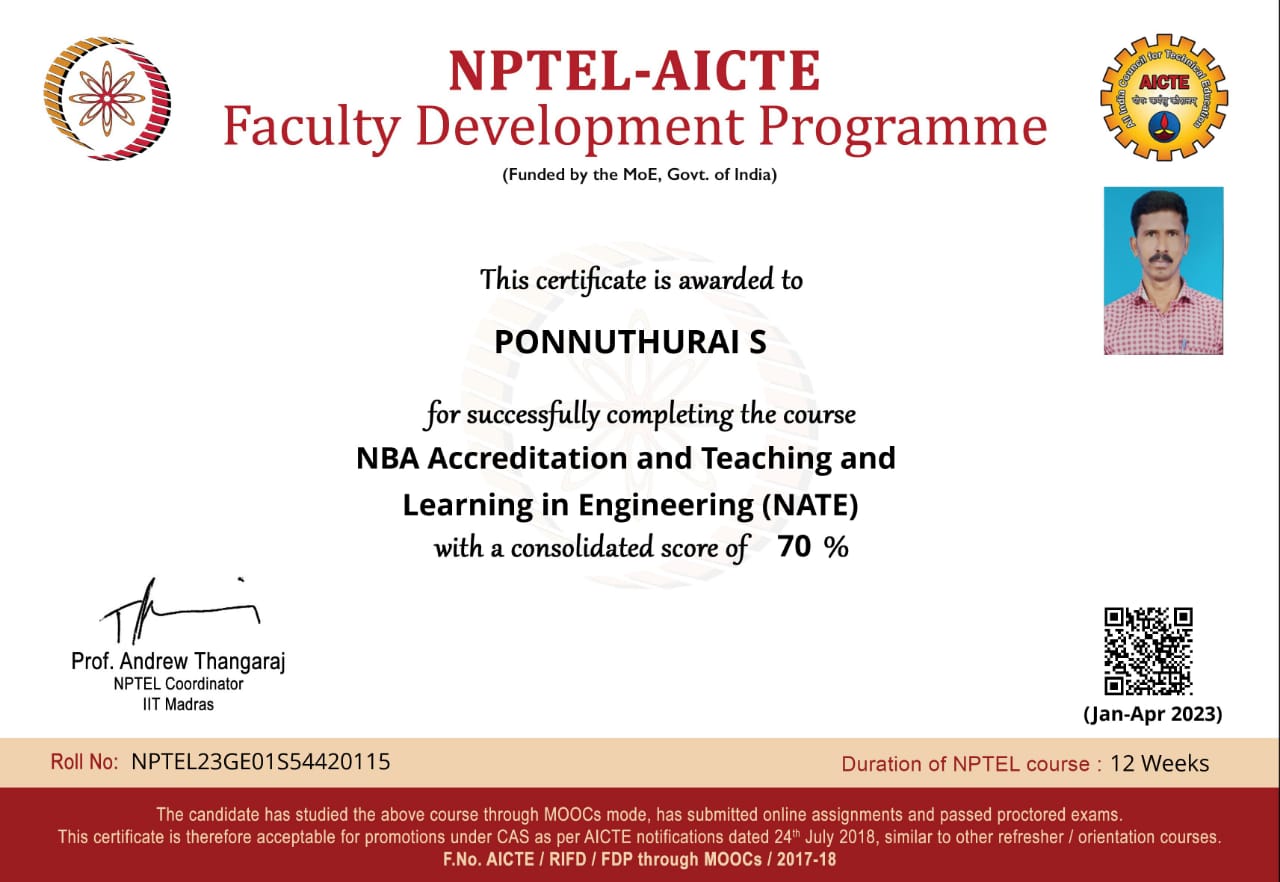 NPTEL-AICTE
Faculty Development Programme
(Funded by the MoE, Govt. of India)
All India Council for Technical Education
AICTE
योगः कर्मसु कौशलम्
This certificate is awarded to
PONNUTHURAI S
for successfully completing the course
NBA Accreditation and Teaching and
Learning in Engineering (NATE)
with a consolidated score of 70 %
Prof. Andrew Thangaraj
NPTEL Coordinator
IIT Madras
(Jan-Apr 2023)
Roll No: NPTEL23GE01S54420115
Duration of NPTEL course : 12 Weeks
The candidate has studied the above course through MOOCs mode, has submitted online assignments and passed proctored exams.
This certificate is therefore acceptable for promotions under CAS as per AICTE notifications dated 24th July 2018, similar to other refresher / orientation courses.
F.No. AICTE / RIFD / FDP through MOOCs / 2017-18